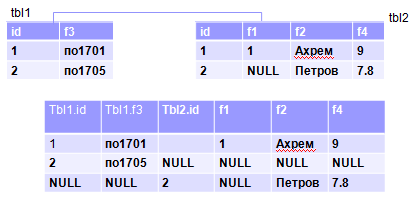 tbl1
tbl2
id f3
1 по1701
2 по1705
id f1 f2 f4
1 1 Ахрем 9
2 NULL Петров 7.8
Tbl1.id Tbl1.f3 Tbl2.id f1 f2 f4
1 по1701 1 Ахрем 9
2 по1705 NULL NULL NULL NULL
NULL NULL 2 NULL Петров 7.8